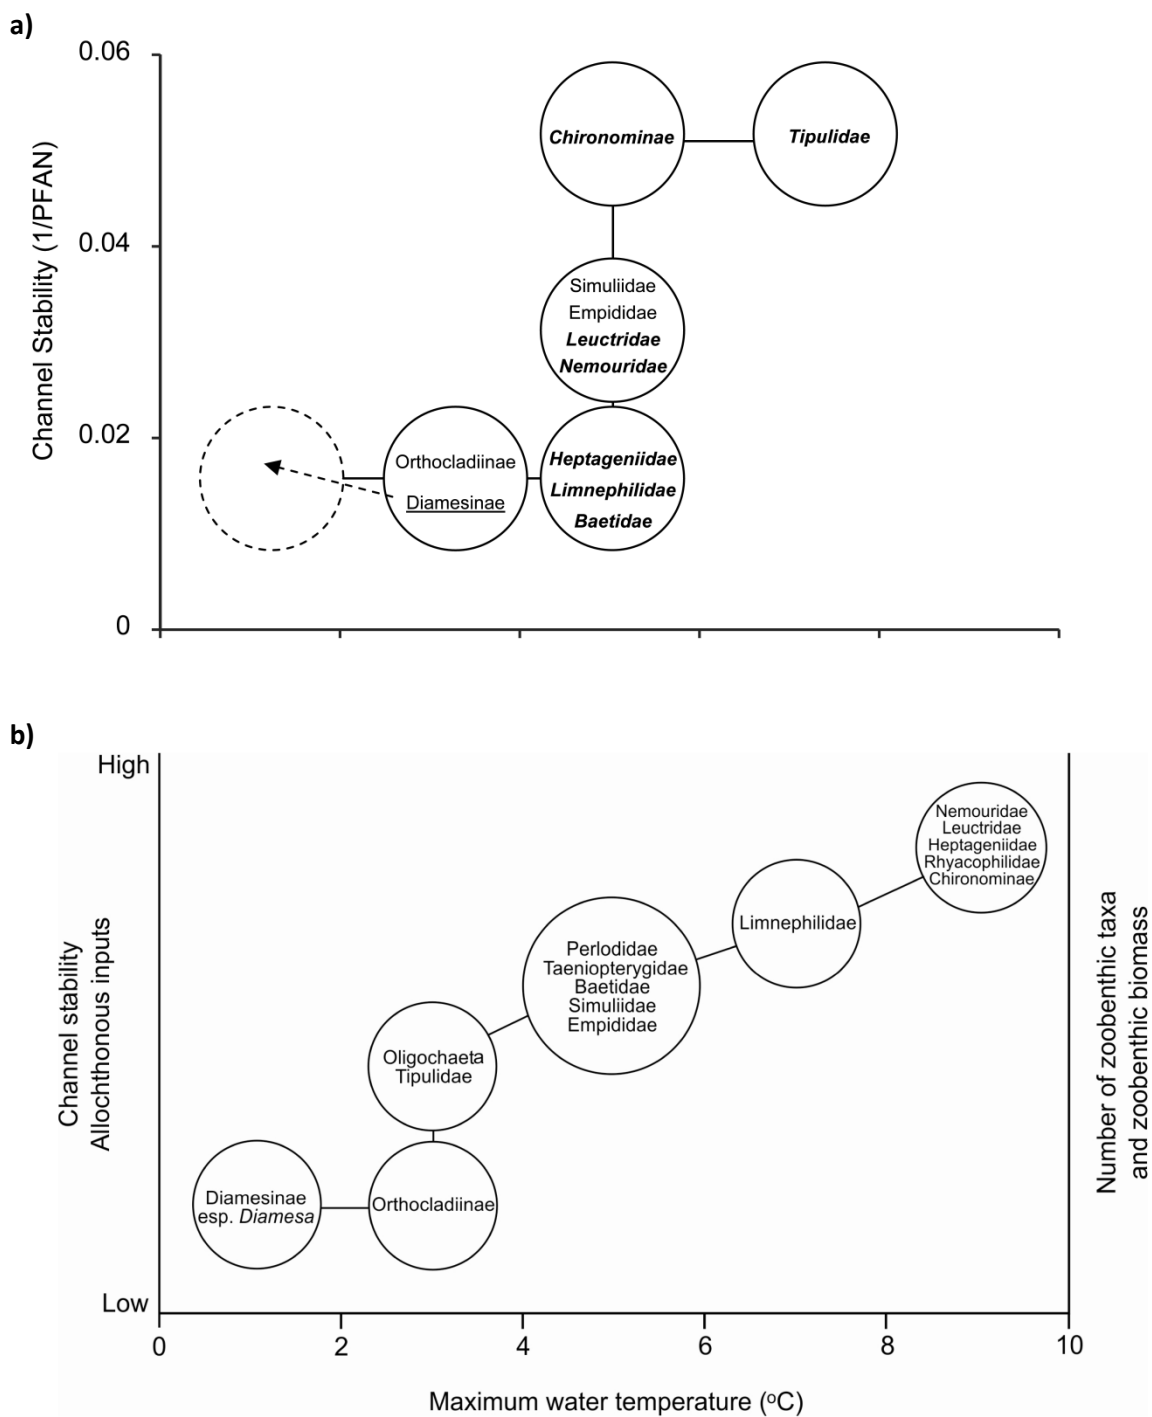 a)
0.06
0.04
0.02
0
Channel Stability (1/PFAN)
Chironominae
Tipulidae
Simuliidae
Empididae
Leuctridae
Nemouridae
Orthocladiinae
Diamesinae
Heptageniidae
Limnephilidae
Baetidae
b)
High
Low
Channel stability
Allochthonous inputs
Nemouridae
Leuctridae
Heptageniidae
Rhyacophilidae
Chironominae
Limnephilidae
Perlodidae
Taeniopterygidae
Baetidae
Simuliidae
Empididae
Oligochaeta
Tipulidae
Diamesinae
esp. Diamesa
Orthocladiinae
Number of zoobenthic taxa
and zoobenthic biomass
0
2
4
6
8
10
Maximum water temperature (ºC)